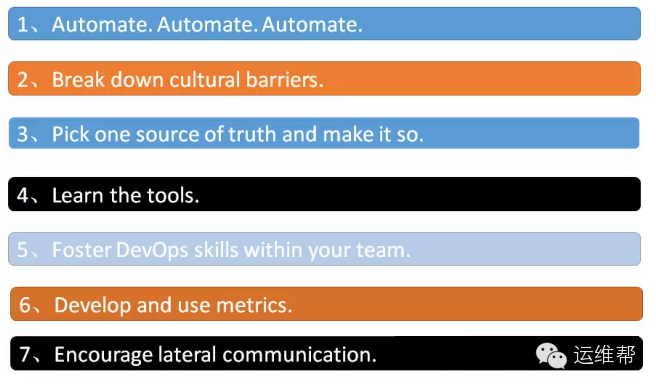 1、Automate. Automate. Automate.
2、Break down cultural barriers.
3、Pick one source of truth and make it so.
4、Learn the tools.
5、Foster DevOps skills within your team.
6、Develop and use metrics.
7、Encourage lateral communication.
运维帮